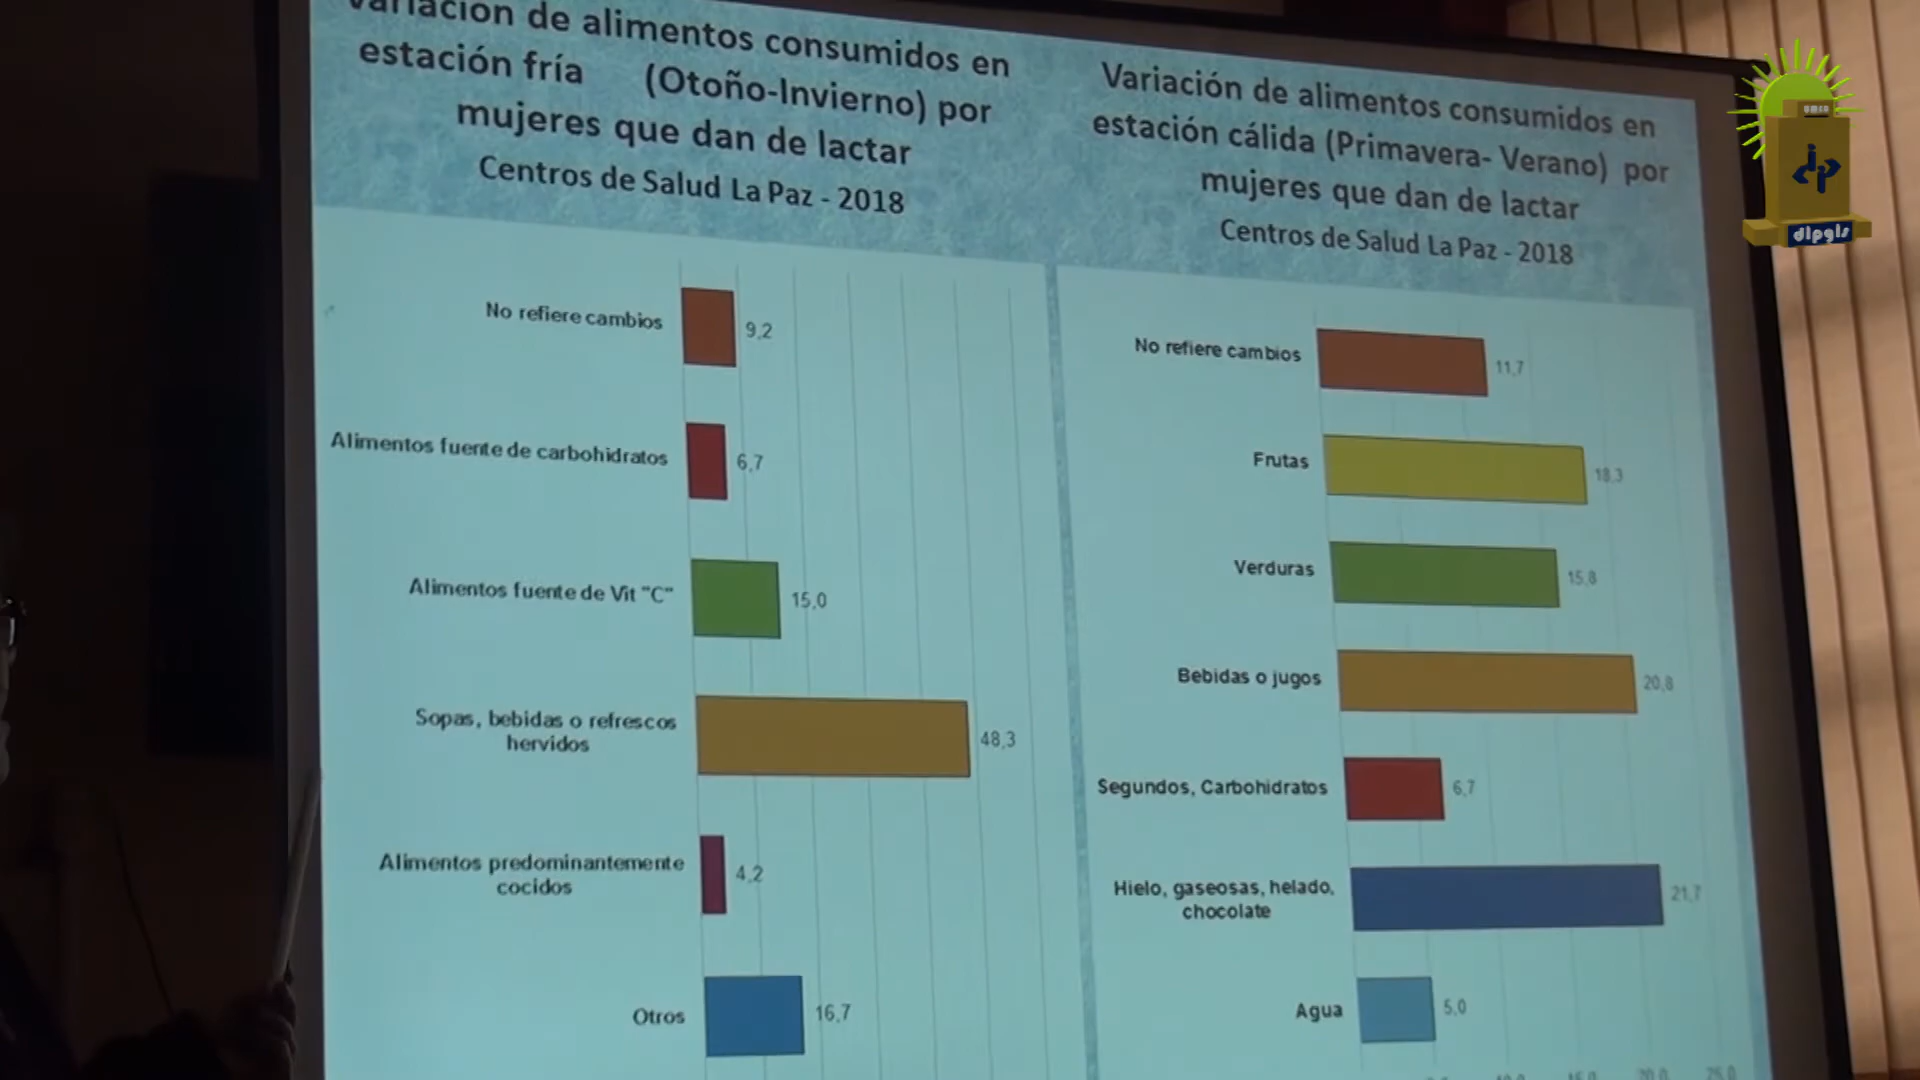 Variación de alimentos consumidos en
estación fría (Otoño-Invierno) por
mujeres que dan de lactar
Centros de Salud La Paz - 2018
No refiere cambios
9,2
Alimentos fuente de carbohidratos
6,7
Alimentos fuente de Vit "C"
15,0
Sopas, bebidas o refrescos
hervidos
48,3
Alimentos predominantemente
cocidos
4,2
Otros
16,7
Variación de alimentos consumidos en
estación cálida (Primavera- Verano) por
mujeres que dan de lactar
Centros de Salud La Paz - 2018
No refiere cambios
11,7
Frutas
18,3
Verduras
15,8
Bebidas o jugos
20,8
Segundos, Carbohidratos
6,7
Hielo, gaseosas, helado,
chocolate
21,7
Agua
5,0
20,0 25,0
dipgis